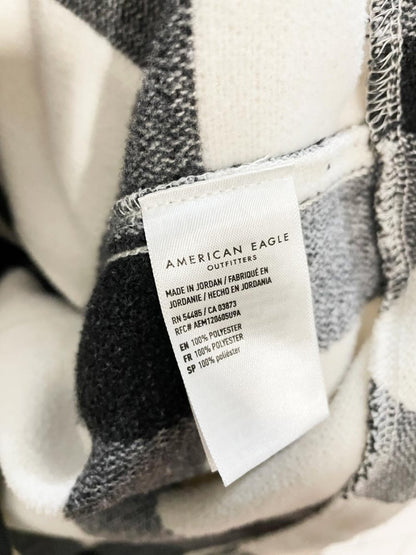 AMERICAN EAGLE
OUTFITTERS
MADE IN JORDAN / FABRIQUÉ EN
JORDANIE / HECHO EN JORDANIA
RN 54485 / CA 03873
RFC# AEM120605U9A
EN 100% POLYESTER
FR 100% POLYESTER
SP 100% poliéster